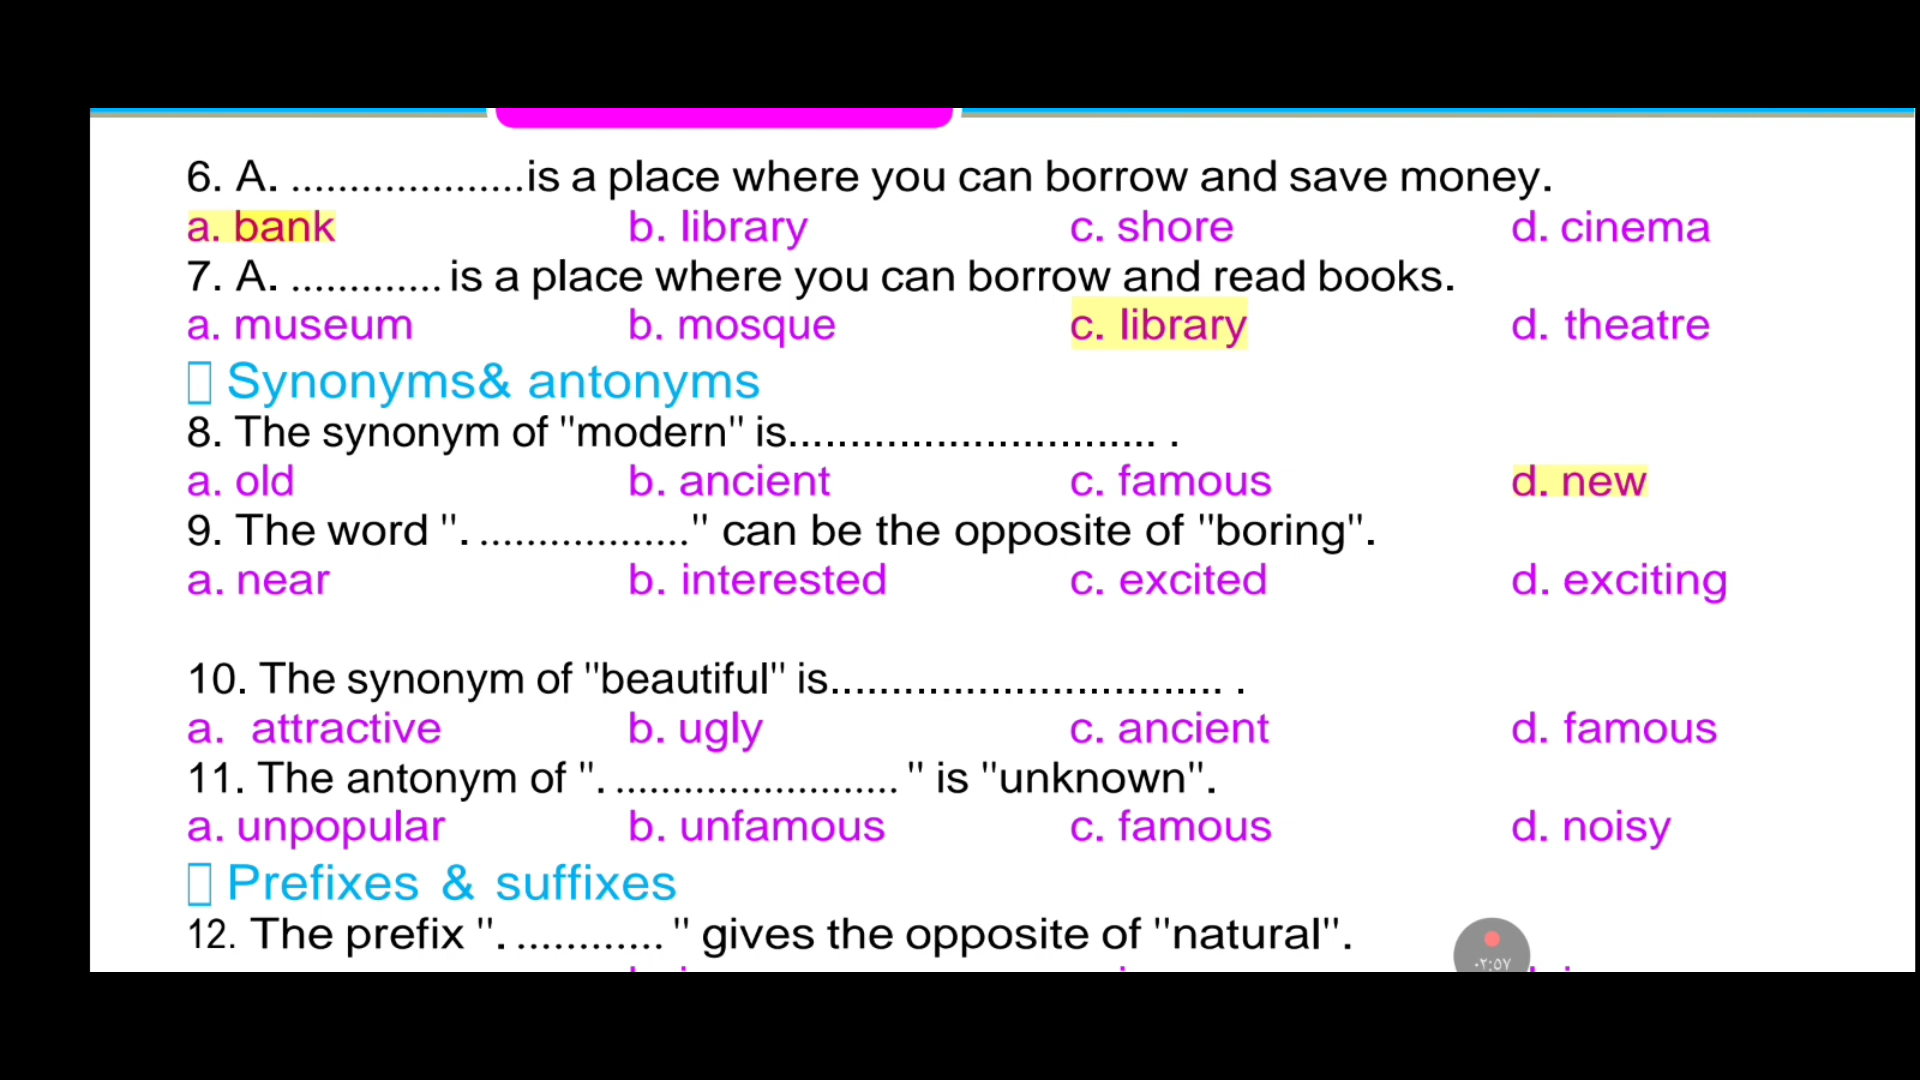 6. A. ....................is a place where you can borrow and save money.
a. bank b. library c. shore d. cinema
7. A. ............. is a place where you can borrow and read books.
a. museum b. mosque c. library d. theatre
Synonyms& antonyms
8. The synonym of "modern" is.............................. .
a. old b. ancient c. famous d. new
9. The word ". .................." can be the opposite of "boring".
a. near b. interested c. excited d. exciting
10. The synonym of "beautiful" is................................ .
a. attractive b. ugly c. ancient d. famous
11. The antonym of ". ......................... " is "unknown".
a. unpopular b. unfamous c. famous d. noisy
Prefixes & suffixes
12. The prefix ". ............. " gives the opposite of "natural".
٠٢:٥٧